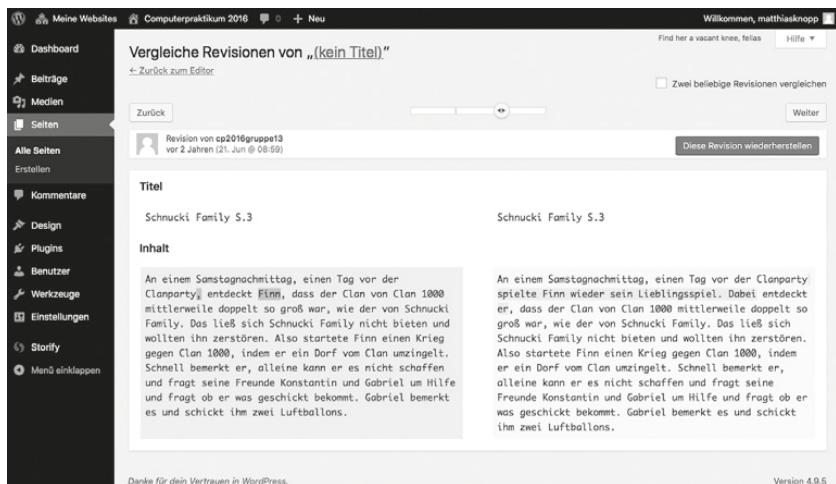 Meine Websites Computerpraktikum 2016 0 + Neu Willkommen, matthiasknopp
Dashboard
Beiträge
Medien
Seiten
Alle Seiten
Erstellen
Kommentare
Design
Plugins
Benutzer
Werkzeuge
Einstellungen
Storify
Menü einklappen
Find her a vacant knee, fellas
Hilfe
Vergleiche Revisionen von „(kein Titel)“
← Zurück zum Editor
Zwei beliebige Revisionen vergleichen
Zurück
Weiter
Revision von cp2016gruppe13
vor 2 Jahren (21. Jun @ 08:59)
Diese Revision wiederherstellen
Titel
Schnucki Family S.3
Schnucki Family S.3
Inhalt
An einem Samstagnachmittag, einen Tag vor der
Clanparty, entdeckt Finn, dass der Clan von Clan 1000
mittlerweile doppelt so groß war, wie der von Schnucki
Family. Das ließ sich Schnucki Family nicht bieten und
wollten ihn zerstören. Also startete Finn einen Krieg
gegen Clan 1000, indem er ein Dorf vom Clan umzingelt.
Schnell bemerkt er, alleine kann er es nicht schaffen
und fragt seine Freunde Konstantin und Gabriel um Hilfe
und fragt ob er was geschickt bekommt. Gabriel bemerkt
es und schickt ihm zwei Luftballons.
An einem Samstagnachmittag, einen Tag vor der Clanparty
spielte Finn wieder sein Lieblingsspiel. Dabei entdeckt
er, dass der Clan von Clan 1000 mittlerweile doppelt so
groß war, wie der von Schnucki Family. Das ließ sich
Schnucki Family nicht bieten und wollten ihn zerstören.
Also startete Finn einen Krieg gegen Clan 1000, indem
er ein Dorf vom Clan umzingelt. Schnell bemerkt er,
alleine kann er es nicht schaffen und fragt seine
Freunde Konstantin und Gabriel um Hilfe und fragt ob er
was geschickt bekommt. Gabriel bemerkt es und schickt
ihm zwei Luftballons.
Danke für dein Vertrauen in WordPress.
Version 4.9.5